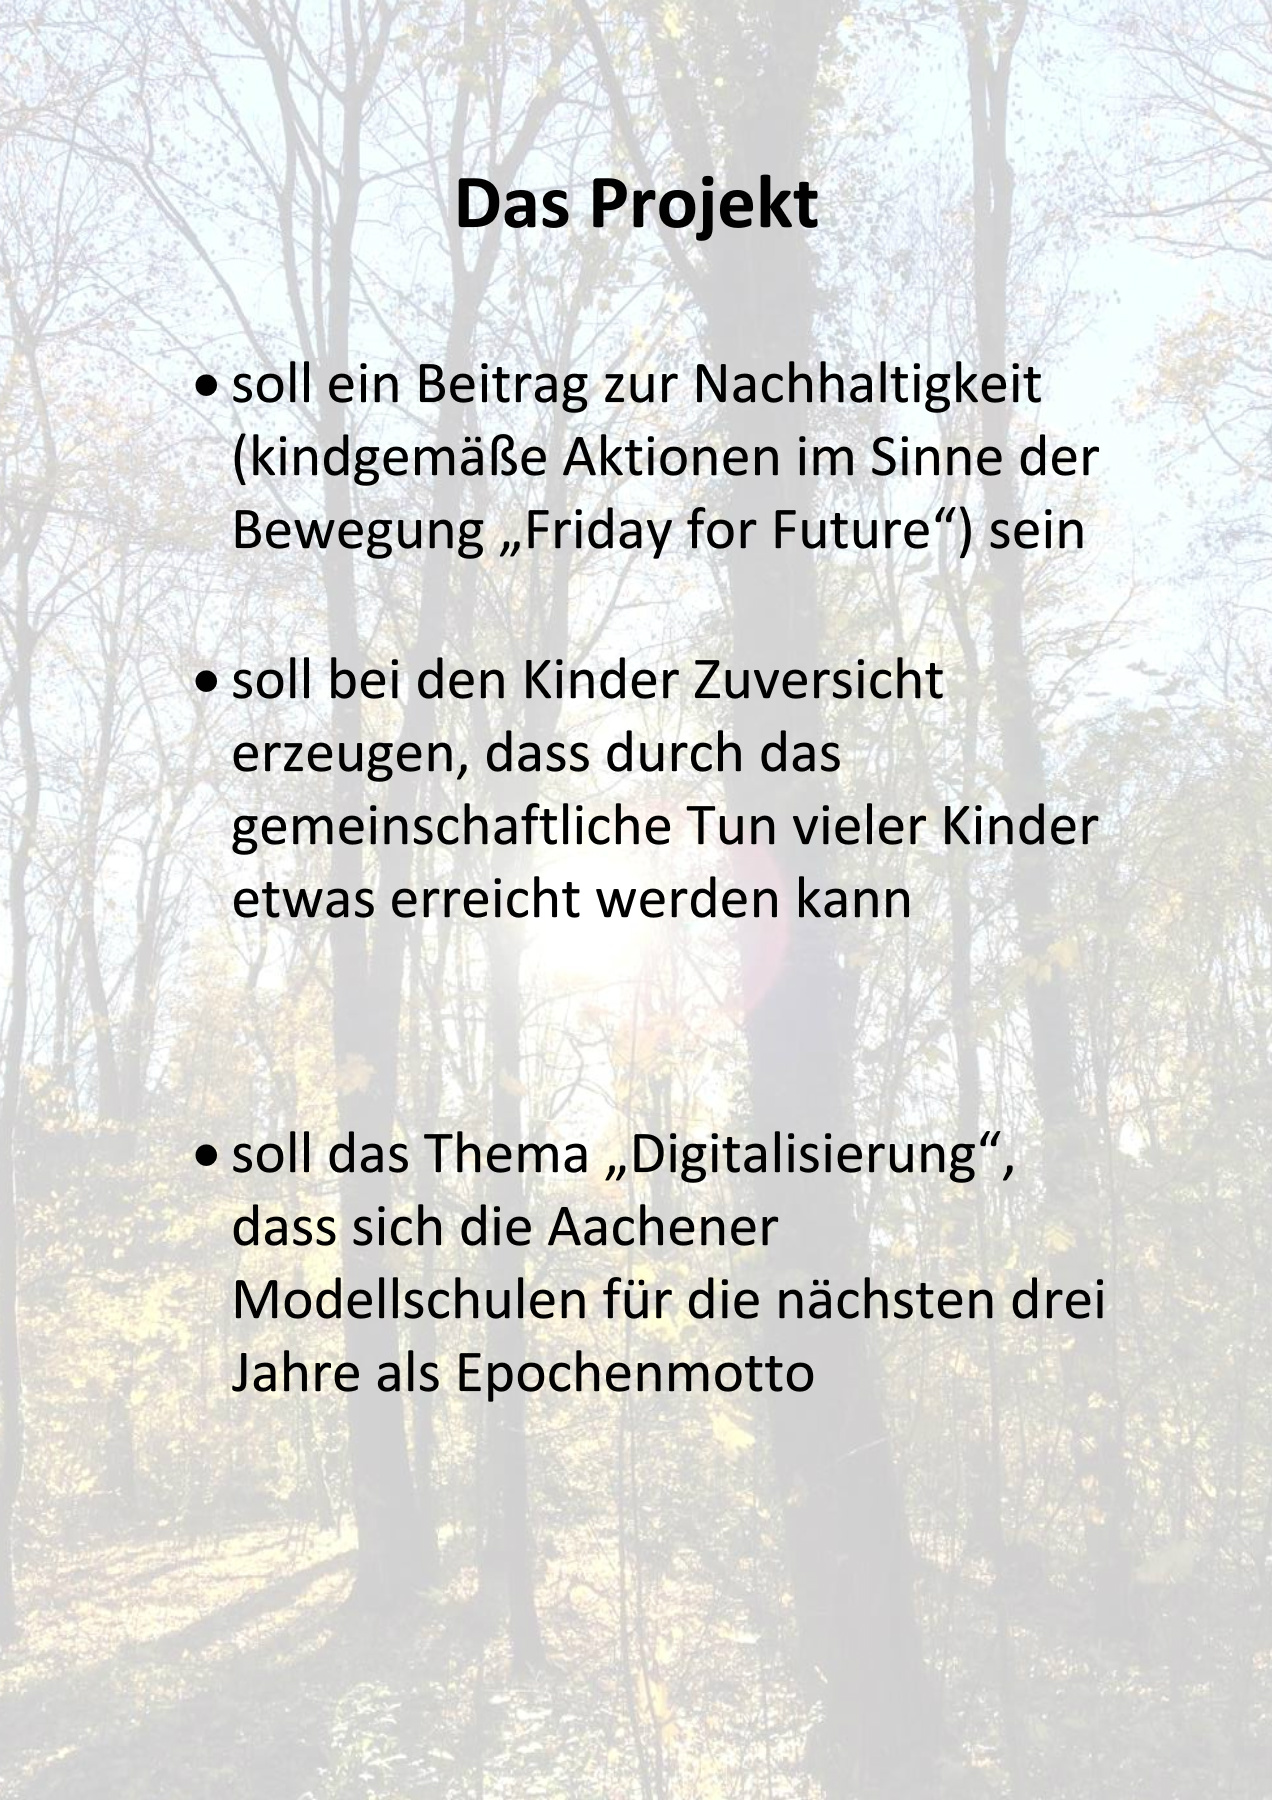 Das Projekt
• soll ein Beitrag zur Nachhaltigkeit
(kindgemäße Aktionen im Sinne der
Bewegung „Friday for Future“) sein
• soll bei den Kinder Zuversicht
erzeugen, dass durch das
gemeinschaftliche Tun vieler Kinder
etwas erreicht werden kann
• soll das Thema „Digitalisierung“,
dass sich die Aachener
Modellschulen für die nächsten drei
Jahre als Epochenmotto